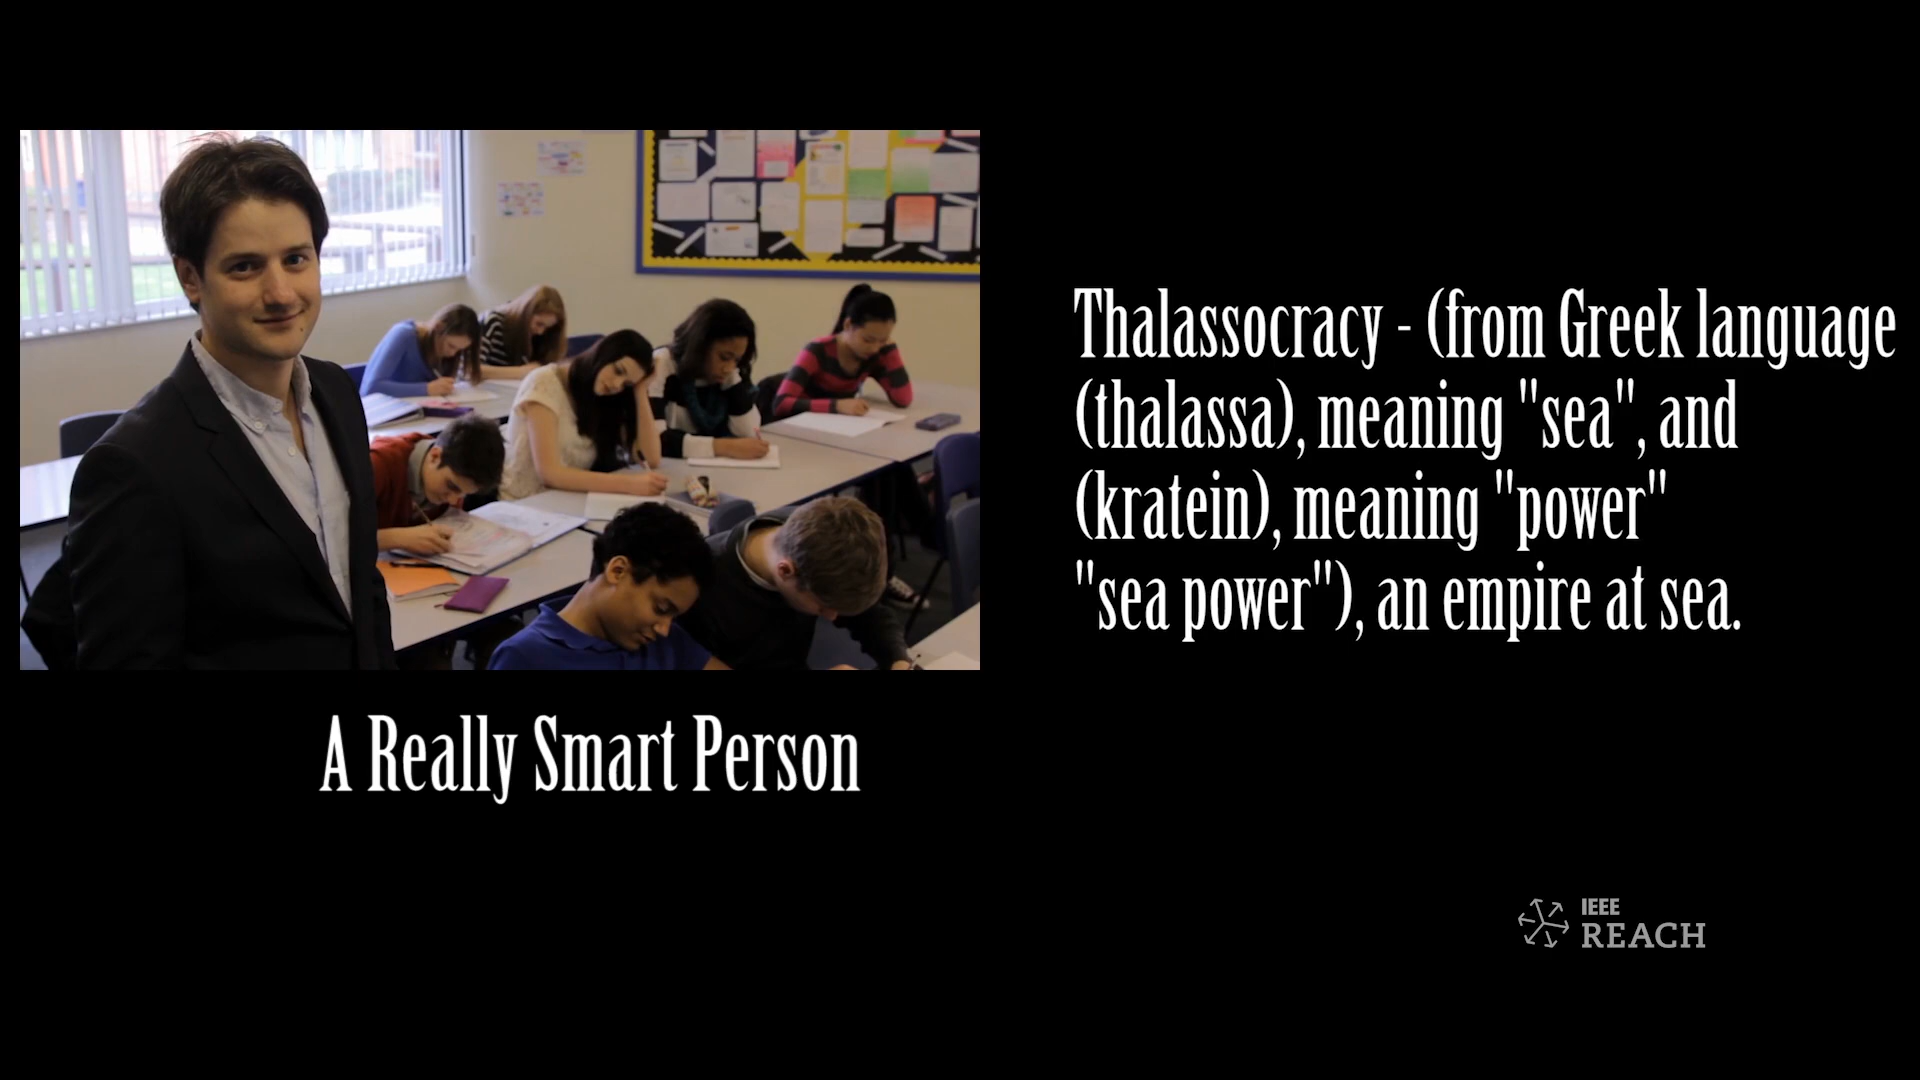 Thalassocracy - (from Greek language
(thalassa), meaning "sea", and
(kratein), meaning "power"
"sea power"), an empire at sea.
A Really Smart Person
IEEE
REACH